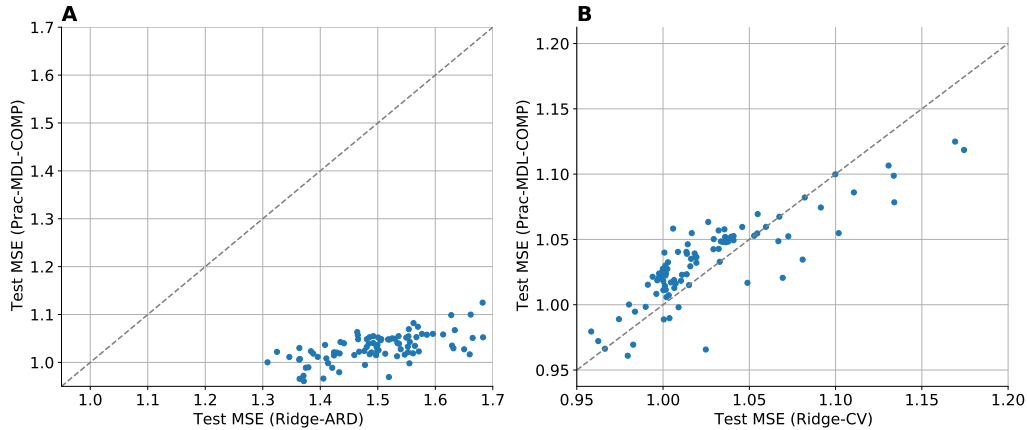 A
1.7
1.6
1.5
1.4
1.3
1.2
1.1
1.0
Test MSE (Prac-MDL-COMP)
1.0 1.1 1.2 1.3 1.4 1.5 1.6 1.7
Test MSE (Ridge-ARD)
B
1.20
1.15
1.10
1.05
1.00
0.95
Test MSE (Prac-MDL-COMP)
0.95 1.00 1.05 1.10 1.15 1.20
Test MSE (Ridge-CV)